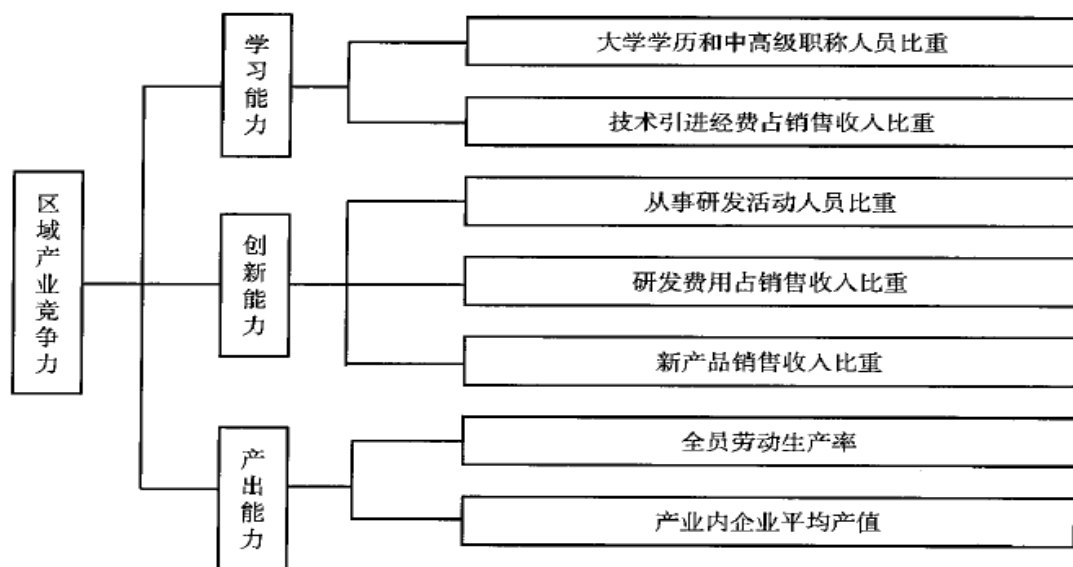 区域产业竞争力
学习能力
大学学历和中高级职称人员比重
技术引进经费占销售收入比重
创新能力
从事研发活动人员比重
研发费用占销售收入比重
新产品销售收入比重
产出能力
全员劳动生产率
产业内企业平均产值